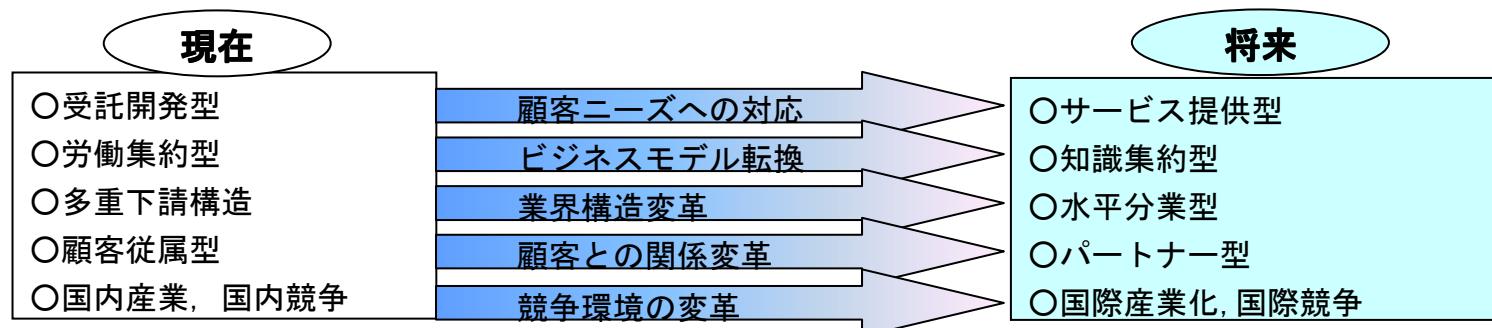 現在
将来
○受託開発型
顧客ニーズへの対応
○サービス提供型
○労働集約型
ビジネスモデル転換
○知識集約型
○多重下請構造
業界構造変革
○水平分業型
○顧客従属型
顧客との関係変革
○パートナー型
○国内産業，国内競争
競争環境の変革
○国際産業化，国際競争